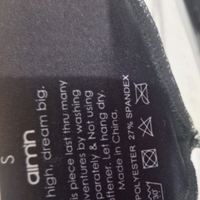 S
aimn
high, dream big.
is piece last thru many
ventures by washing
parately & Not using
ftener. Let hang dry.
Made in China.
POLYESTER 27% SPANDEX